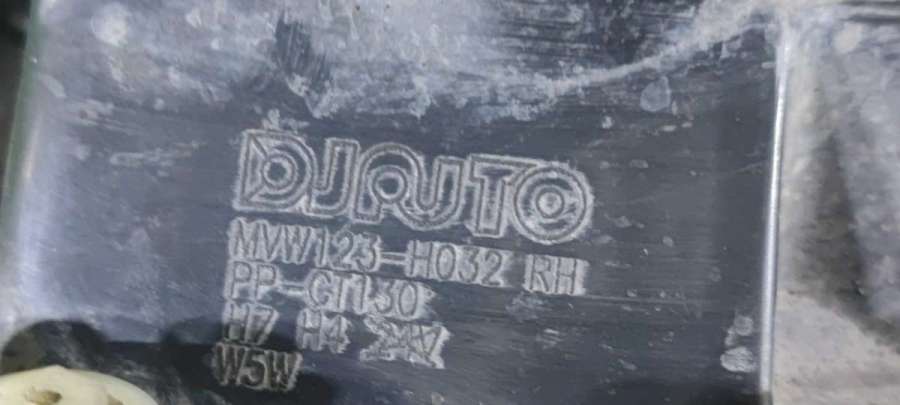 DJAUTO
MVW123-H032 RH
PP-GT130
H7 H4 24V
W5W